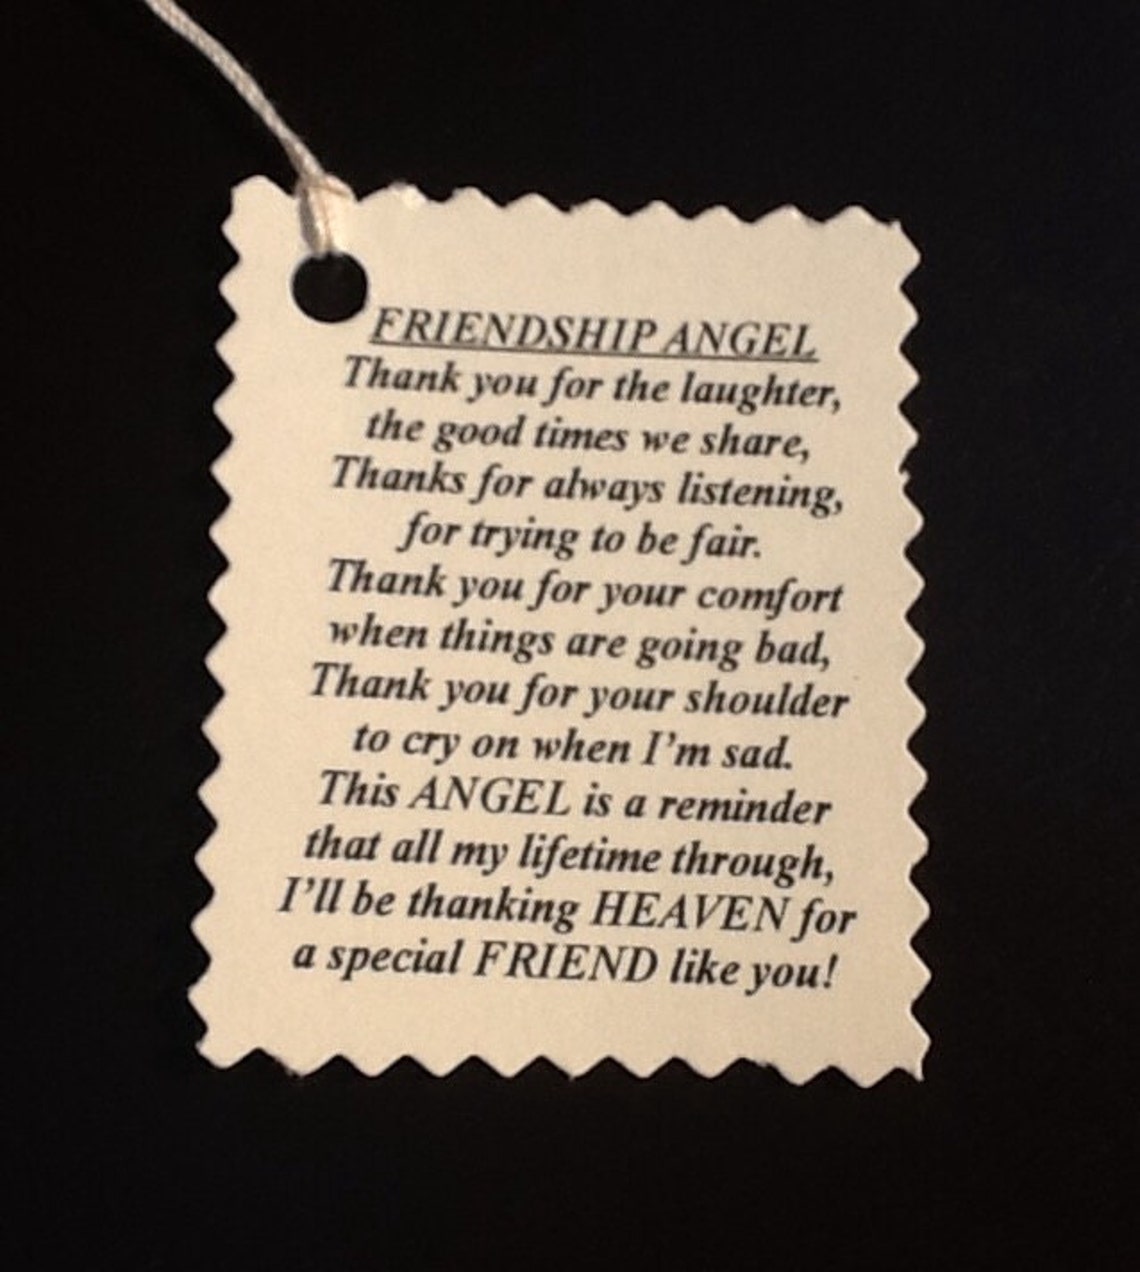 FRIENDSHIP ANGEL
Thank you for the laughter,
the good times we share,
Thanks for always listening,
for trying to be fair.
Thank you for your comfort
when things are going bad,
Thank you for your shoulder
to cry on when I’m sad.
This ANGEL is a reminder
that all my lifetime through,
I’ll be thanking HEAVEN for
a special FRIEND like you!